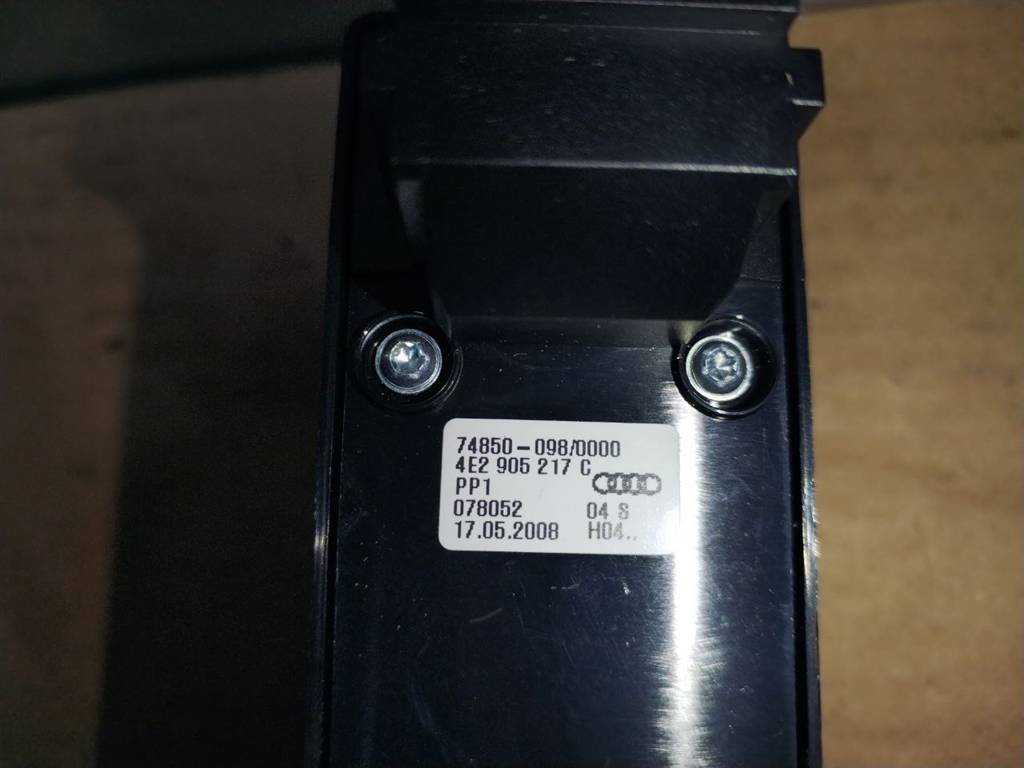 74850-098/0000
4E2 905 217 C
PP1
078052 04 S
17.05.2008 H04..